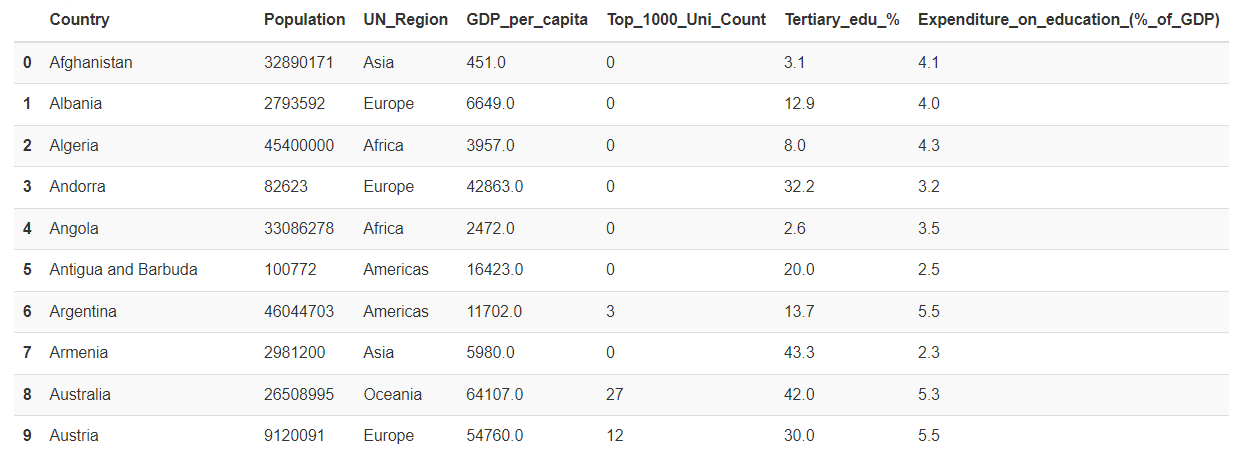 Country Population UN_Region GDP_per_capita Top_1000_Uni_Count Tertiary_edu_% Expenditure_on_education_(%_of_GDP)
0 Afghanistan 32890171 Asia 451.0 0 3.1 4.1
1 Albania 2793592 Europe 6649.0 0 12.9 4.0
2 Algeria 45400000 Africa 3957.0 0 8.0 4.3
3 Andorra 82623 Europe 42863.0 0 32.2 3.2
4 Angola 33086278 Africa 2472.0 0 2.6 3.5
5 Antigua and Barbuda 100772 Americas 16423.0 0 20.0 2.5
6 Argentina 46044703 Americas 11702.0 3 13.7 5.5
7 Armenia 2981200 Asia 5980.0 0 43.3 2.3
8 Australia 26508995 Oceania 64107.0 27 42.0 5.3
9 Austria 9120091 Europe 54760.0 12 30.0 5.5